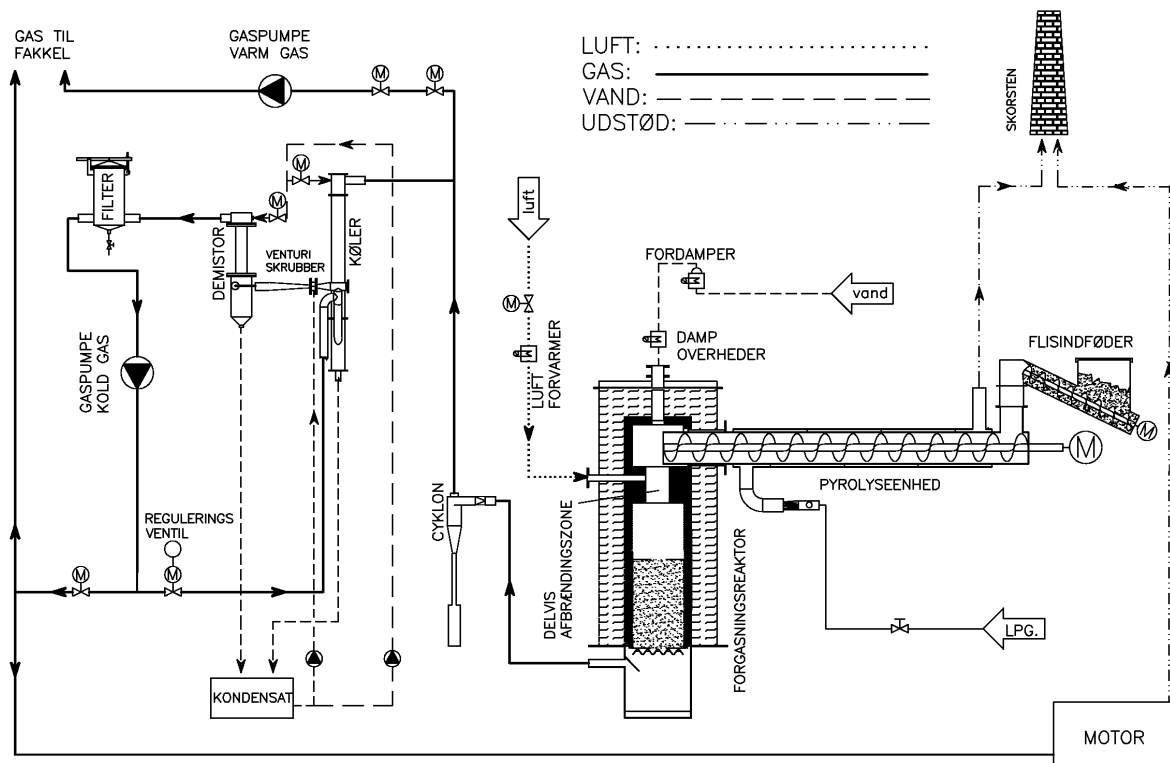 GAS TIL
FAKKEL
GASPUMPE
VARM GAS
LUFT:
GAS:
VAND:
UDSTØD:
SKORSTEN
M
M
M
M
FILTER
DEMISTOR
VENTURI
SKRUBBER
KØLER
luft
M
LUFT
FORVARMER
FORDAMPER
vand
DAMP
OVERHEDER
FLISINDFØDER
M
M
PYROLYSEENHED
GASPUMPE
KOLD GAS
REGULERINGS
VENTIL
M
M
CYKLON
DELVIS
AFBRÆNDINGSZONE
FORGASNINGSREAKTOR
LPG.
KONDENSAT
MOTOR